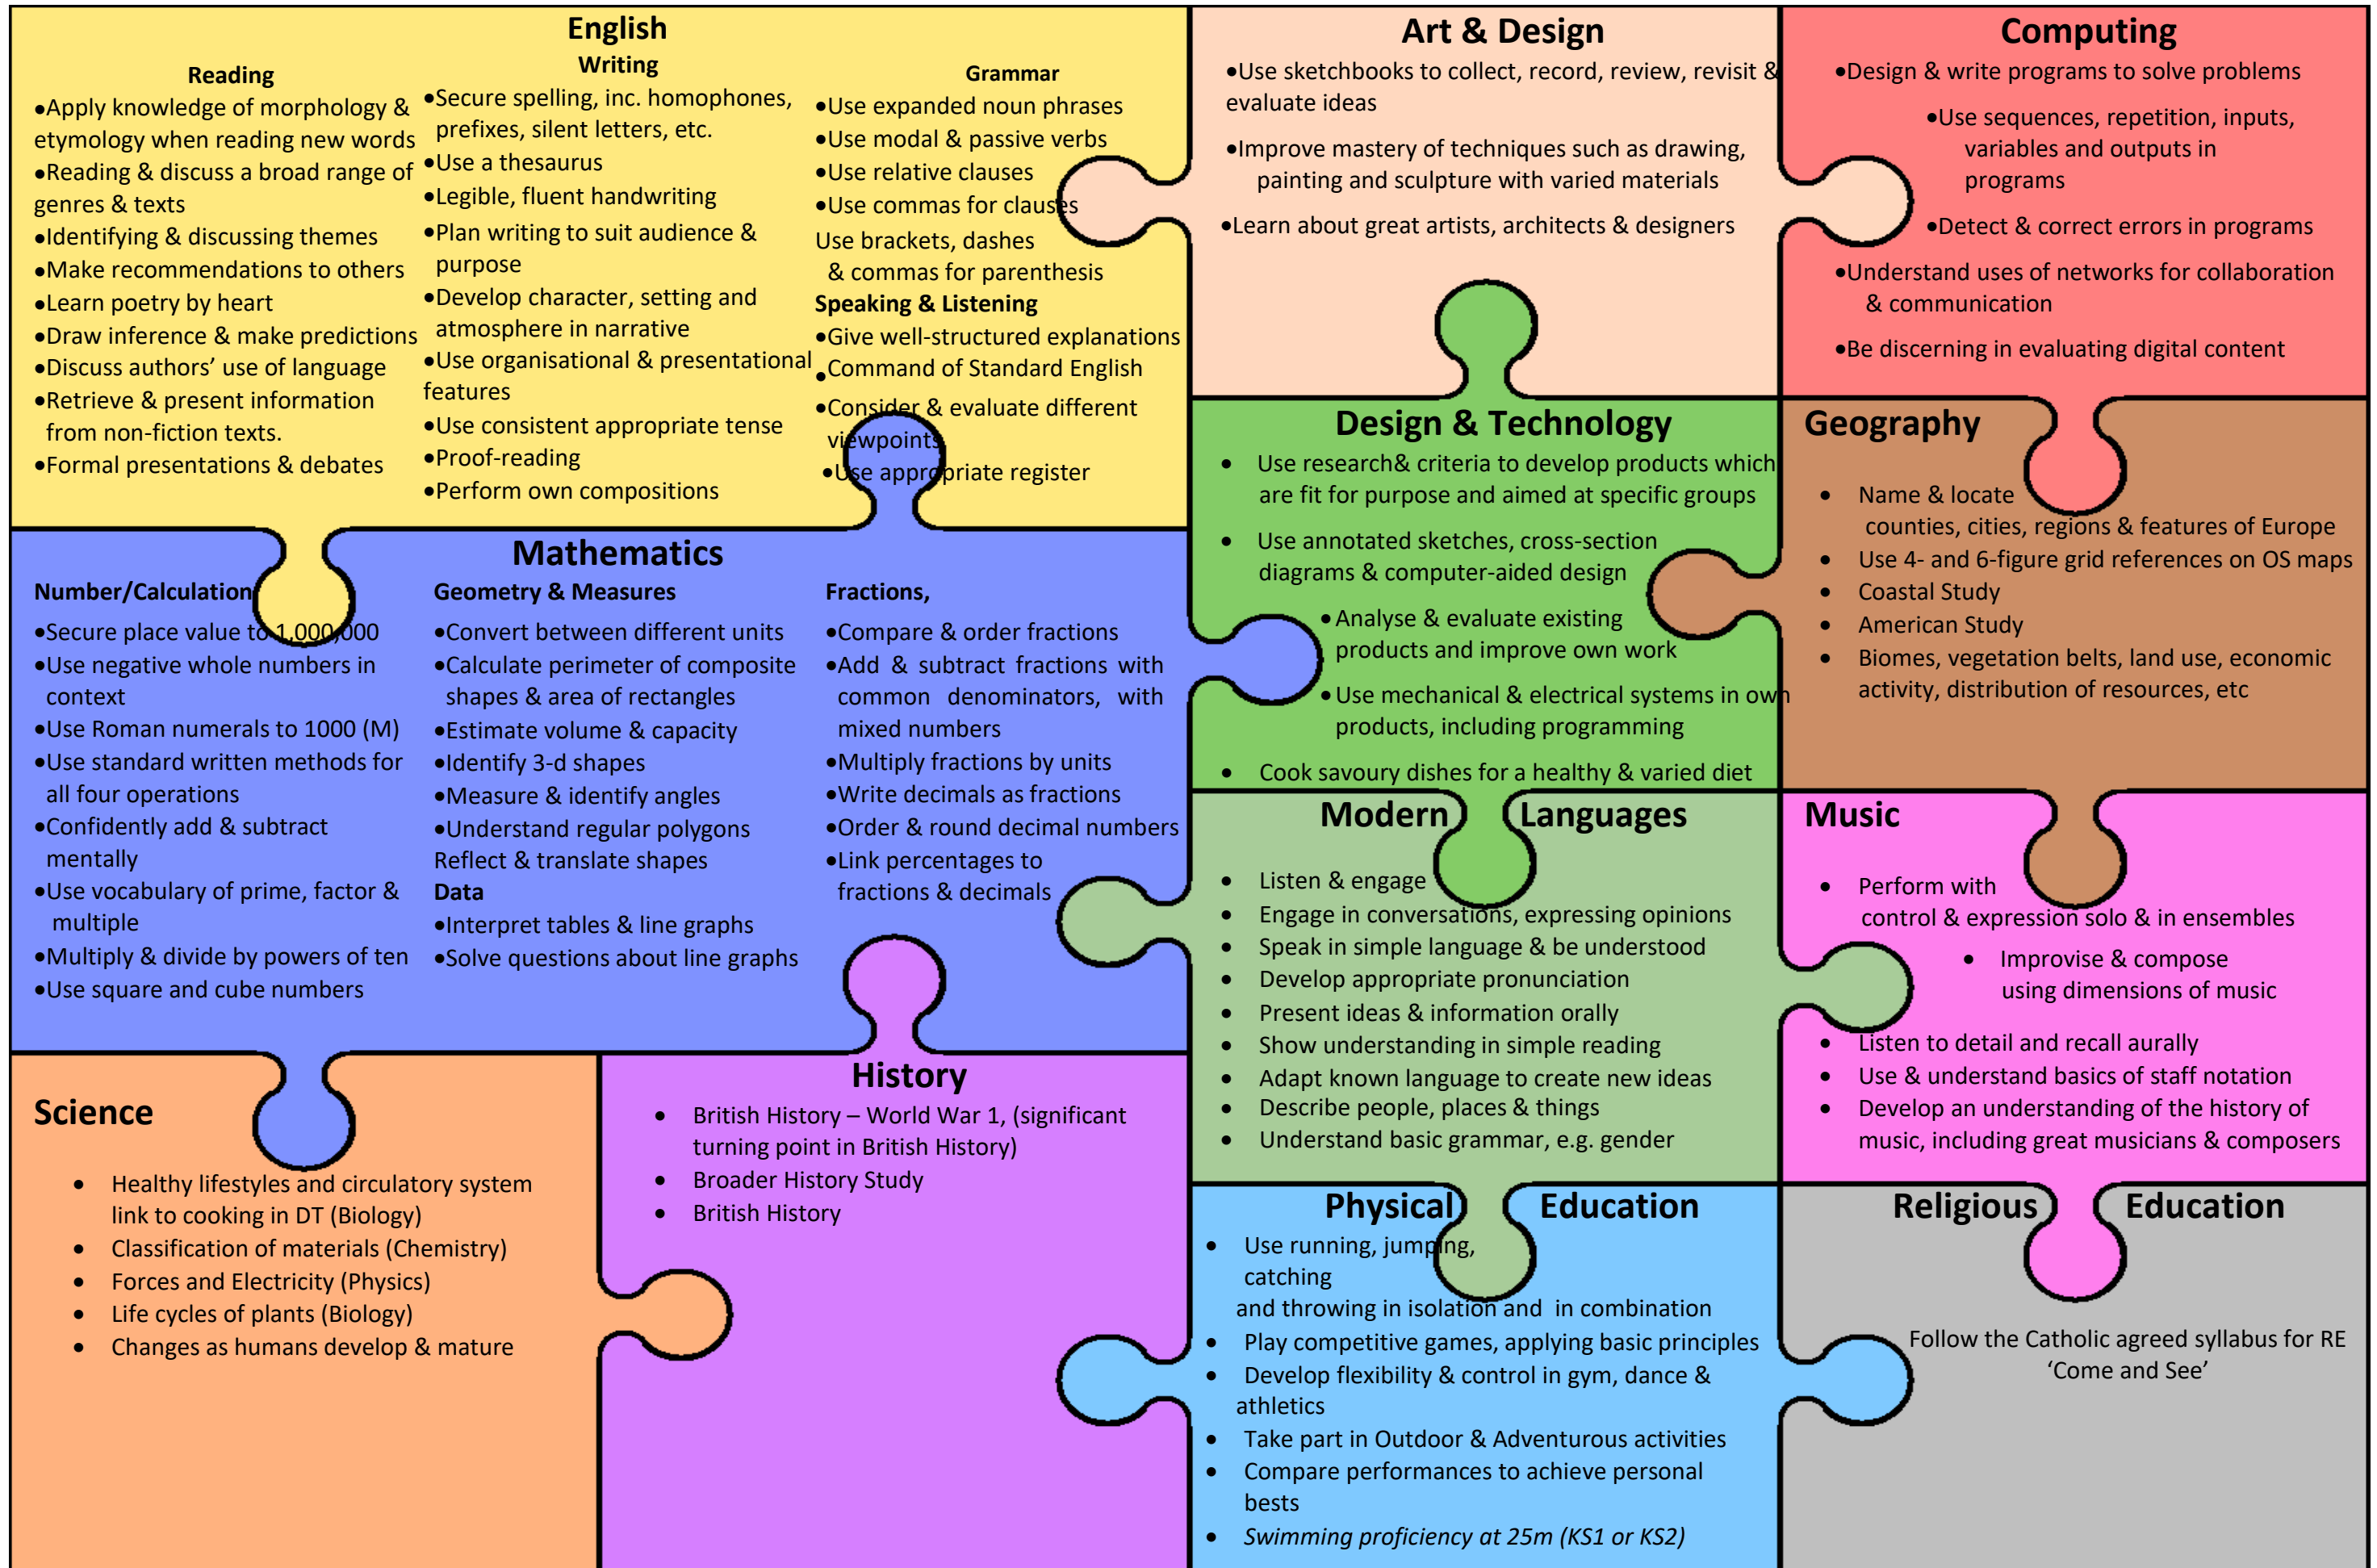 English
Reading
•Apply knowledge of morphology &
etymology when reading new words
•Reading & discuss a broad range of
genres & texts
•Identifying & discussing themes
•Make recommendations to others
•Learn poetry by heart
•Draw inference & make predictions
•Discuss authors’ use of language
•Retrieve & present information
from non-fiction texts.
•Formal presentations & debates
Writing
•Secure spelling, inc. homophones,
prefixes, silent letters, etc.
•Use a thesaurus
•Legible, fluent handwriting
•Plan writing to suit audience &
purpose
•Develop character, setting and
atmosphere in narrative
•Use organisational & presentational
features
•Use consistent appropriate tense
•Proof-reading
•Perform own compositions
Grammar
•Use expanded noun phrases
•Use modal & passive verbs
•Use relative clauses
•Use commas for clauses
Use brackets, dashes
& commas for parenthesis
Speaking & Listening
•Give well-structured explanations
•Command of Standard English
•Consider & evaluate different
viewpoints
•Use appropriate register
Art & Design
•Use sketchbooks to collect, record, review, revisit &
evaluate ideas
•Improve mastery of techniques such as drawing,
painting and sculpture with varied materials
•Learn about great artists, architects & designers
Computing
•Design & write programs to solve problems
•Use sequences, repetition, inputs,
variables and outputs in
programs
•Detect & correct errors in programs
•Understand uses of networks for collaboration
& communication
•Be discerning in evaluating digital content
Mathematics
Number/Calculation
•Secure place value to 1,000,000
•Use negative whole numbers in
context
•Use Roman numerals to 1000 (M)
•Use standard written methods for
all four operations
•Confidently add & subtract
mentally
•Use vocabulary of prime, factor &
multiple
•Multiply & divide by powers of ten
•Use square and cube numbers
Geometry & Measures
•Convert between different units
•Calculate perimeter of composite
shapes & area of rectangles
•Estimate volume & capacity
•Identify 3-d shapes
•Measure & identify angles
•Understand regular polygons
Reflect & translate shapes
Data
•Interpret tables & line graphs
•Solve questions about line graphs
Fractions,
•Compare & order fractions
•Add & subtract fractions with
common denominators, with
mixed numbers
•Multiply fractions by units
•Write decimals as fractions
•Order & round decimal numbers
•Link percentages to
fractions & decimals
Design & Technology
• Use research& criteria to develop products which
are fit for purpose and aimed at specific groups
• Use annotated sketches, cross-section
diagrams & computer-aided design
• Analyse & evaluate existing
products and improve own work
• Use mechanical & electrical systems in own
products, including programming
• Cook savoury dishes for a healthy & varied diet
Geography
• Name & locate
counties, cities, regions & features of Europe
• Use 4- and 6-figure grid references on OS maps
• Coastal Study
• American Study
• Biomes, vegetation belts, land use, economic
activity, distribution of resources, etc
Modern Languages
• Listen & engage
• Engage in conversations, expressing opinions
• Speak in simple language & be understood
• Develop appropriate pronunciation
• Present ideas & information orally
• Show understanding in simple reading
• Adapt known language to create new ideas
• Describe people, places & things
• Understand basic grammar, e.g. gender
Music
• Perform with
control & expression solo & in ensembles
• Improvise & compose
using dimensions of music
• Listen to detail and recall aurally
• Use & understand basics of staff notation
• Develop an understanding of the history of
music, including great musicians & composers
Science
• Healthy lifestyles and circulatory system
link to cooking in DT (Biology)
• Classification of materials (Chemistry)
• Forces and Electricity (Physics)
• Life cycles of plants (Biology)
• Changes as humans develop & mature
History
• British History – World War 1, (significant
turning point in British History)
• Broader History Study
• British History
Physical Education
• Use running, jumping,
catching
and throwing in isolation and in combination
• Play competitive games, applying basic principles
• Develop flexibility & control in gym, dance &
athletics
• Take part in Outdoor & Adventurous activities
• Compare performances to achieve personal
bests
• Swimming proficiency at 25m (KS1 or KS2)
Religious Education
Follow the Catholic agreed syllabus for RE
‘Come and See’